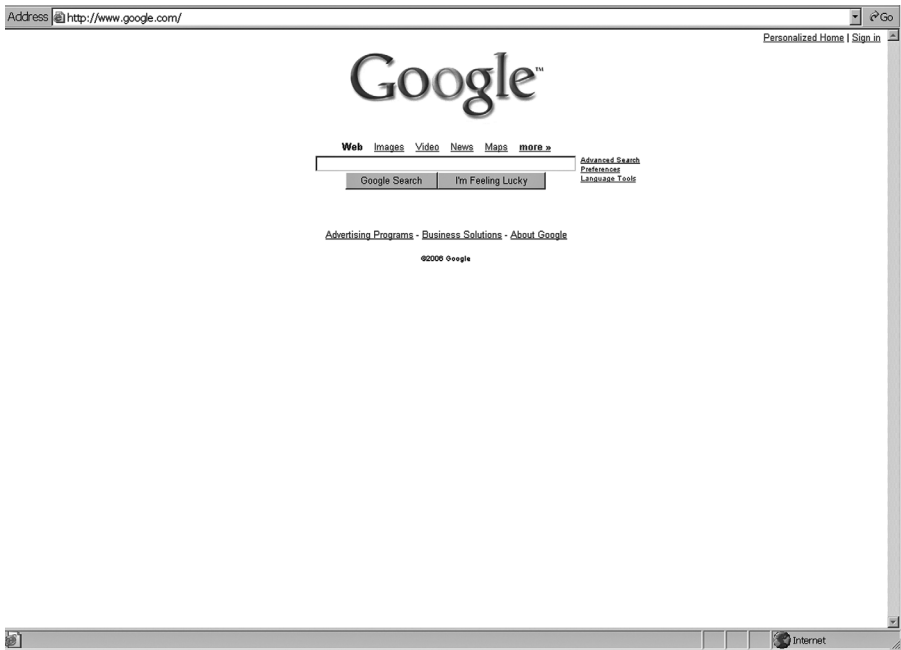 Address http://www.google.com/ Go
Personalized Home | Sign in
Google™
Web Images Video News Maps more »
Advanced Search
Preferences
Language Tools
Google Search I'm Feeling Lucky
Advertising Programs - Business Solutions - About Google
©2006 Google
Internet